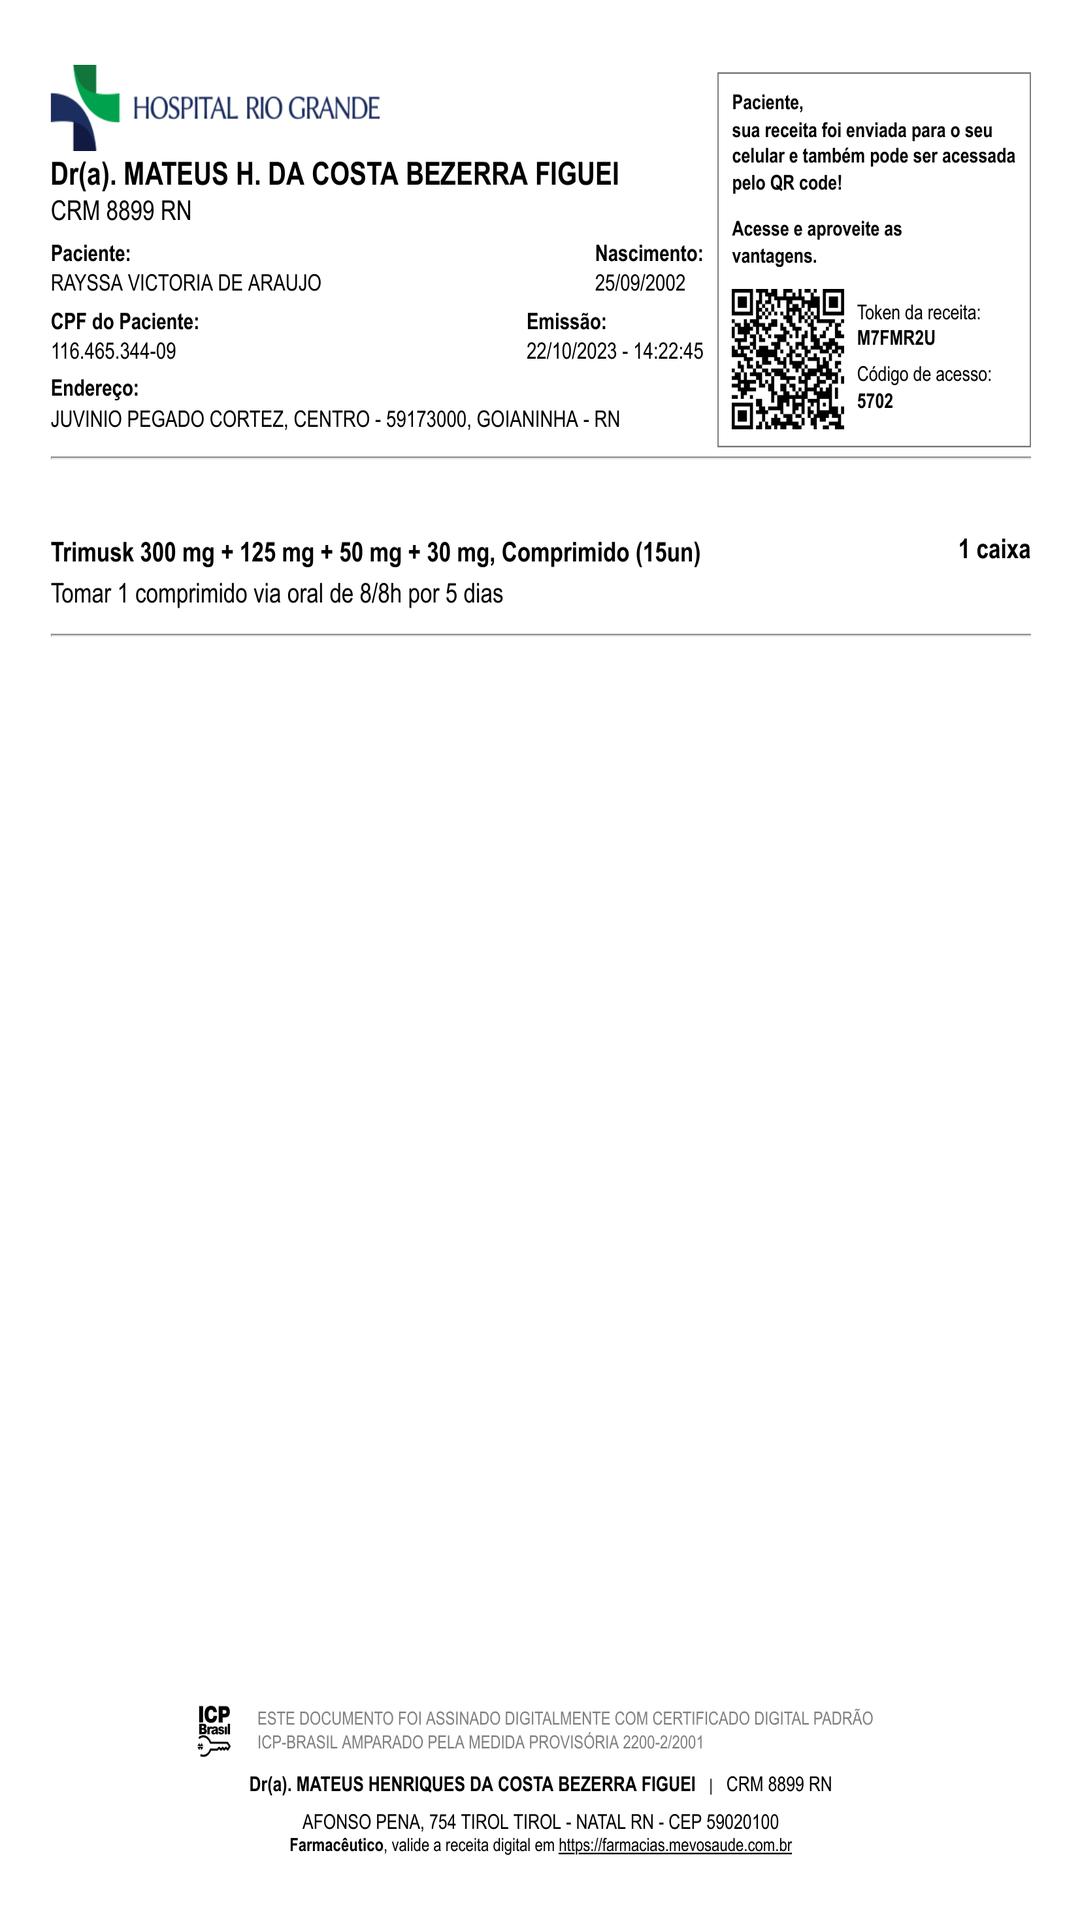 HOSPITAL RIO GRANDE
Dr(a). MATEUS H. DA COSTA BEZERRA FIGUEI
CRM 8899 RN
Paciente:
RAYSSA VICTORIA DE ARAUJO
Nascimento:
25/09/2002
CPF do Paciente:
116.465.344-09
Emissão:
22/10/2023 - 14:22:45
Endereço:
JUVINIO PEGADO CORTEZ, CENTRO - 59173000, GOIANINHA - RN
Paciente,
sua receita foi enviada para o seu
celular e também pode ser acessada
pelo QR code!
Acesse e aproveite as
vantagens.
Token da receita:
M7FMR2U
Código de acesso:
5702
Trimusk 300 mg + 125 mg + 50 mg + 30 mg, Comprimido (15un)
1 caixa
Tomar 1 comprimido via oral de 8/8h por 5 dias
ICP
Brasil
ESTE DOCUMENTO FOI ASSINADO DIGITALMENTE COM CERTIFICADO DIGITAL PADRÃO
ICP-BRASIL AMPARADO PELA MEDIDA PROVISÓRIA 2200-2/2001
Dr(a). MATEUS HENRIQUES DA COSTA BEZERRA FIGUEI | CRM 8899 RN
AFONSO PENA, 754 TIROL TIROL - NATAL RN - CEP 59020100
Farmacêutico, valide a receita digital em https://farmacias.mevosaude.com.br